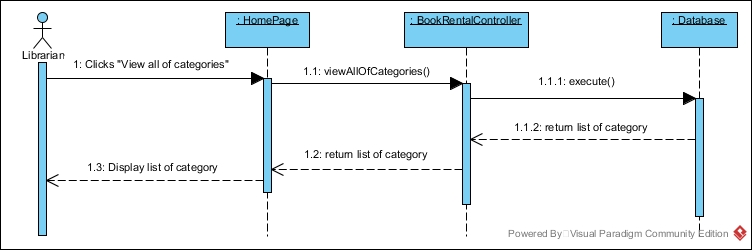 : HomePage
: BookRentalController
: Database
Librarian
1: Clicks "View all of categories"
1.1: viewAllOfCategories()
1.1.1: execute()
1.1.2: return list of category
1.2: return list of category
1.3: Display list of category
Powered By Visual Paradigm Community Edition